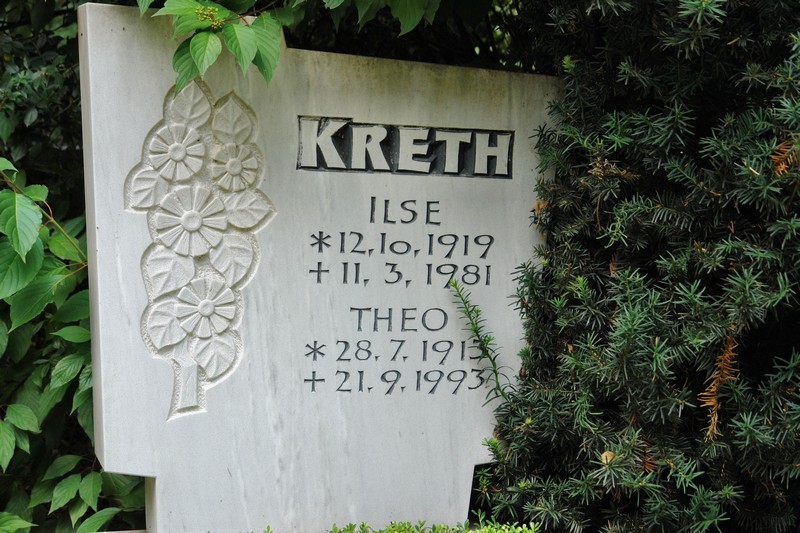 KRETH
ILSE
* 12. 10. 1919
+ 11. 3. 1981
THEO
* 28. 7. 1913
+ 21. 9. 1993